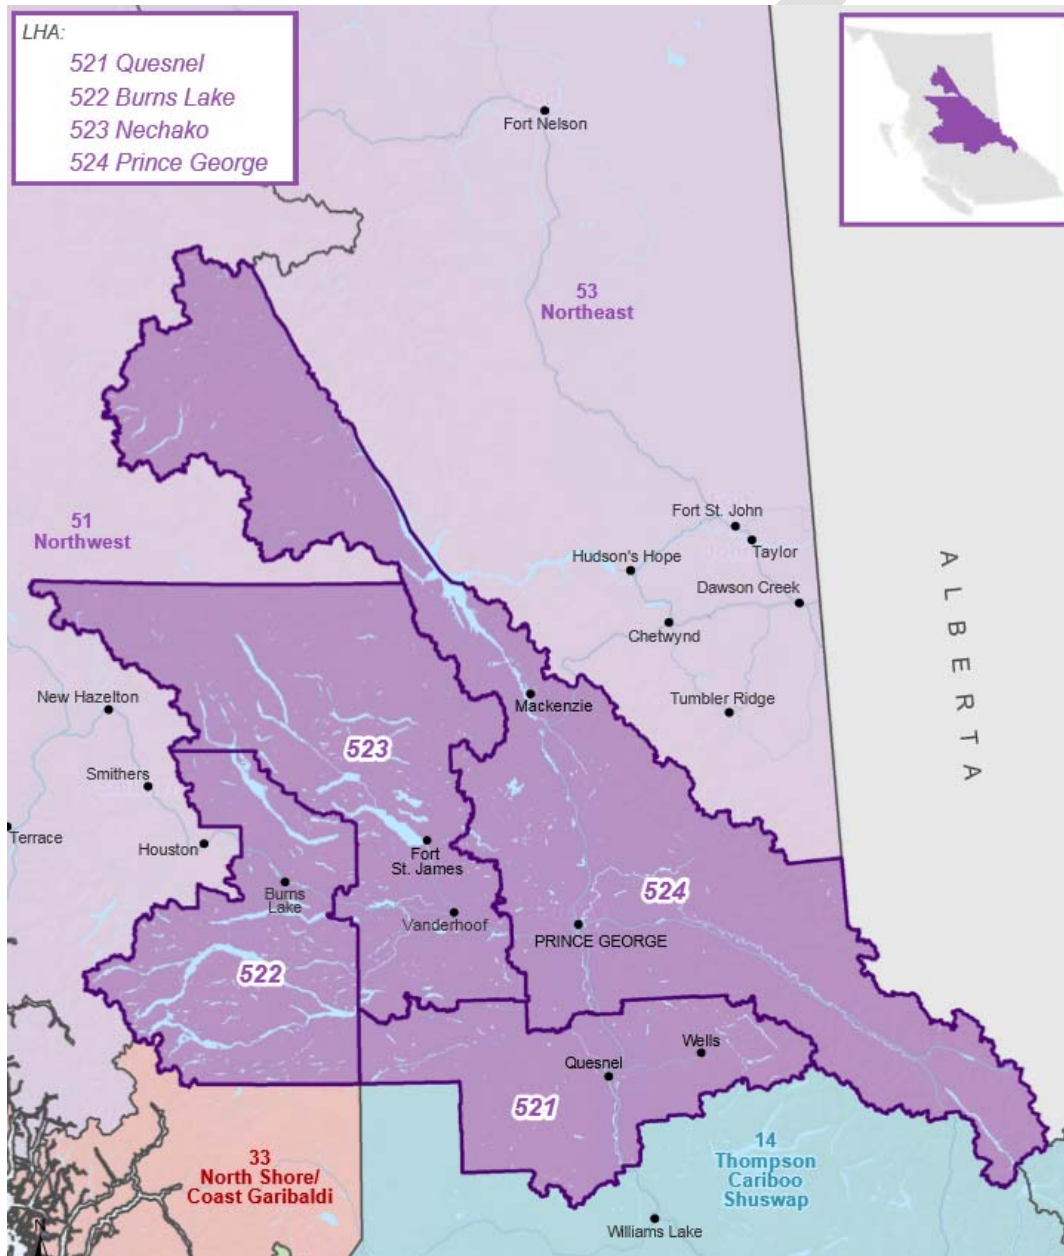 LHA:
521 Quesnel
522 Burns Lake
523 Nechako
524 Prince George
Fort Nelson
53
Northeast
51
Northwest
Fort St. John
Taylor
Hudson's Hope
Dawson Creek
Chetwynd
ALBERTA
New Hazelton
Mackenzie
Tumbler Ridge
523
Smithers
Terrace
Houston
Fort
St. James
Burns
Lake
524
Vanderhoof
PRINCE GEORGE
522
Wells
Quesnel
521
33
North Shore/
Coast Garibaldi
14
Thompson
Cariboo
Shuswap
Williams Lake
N